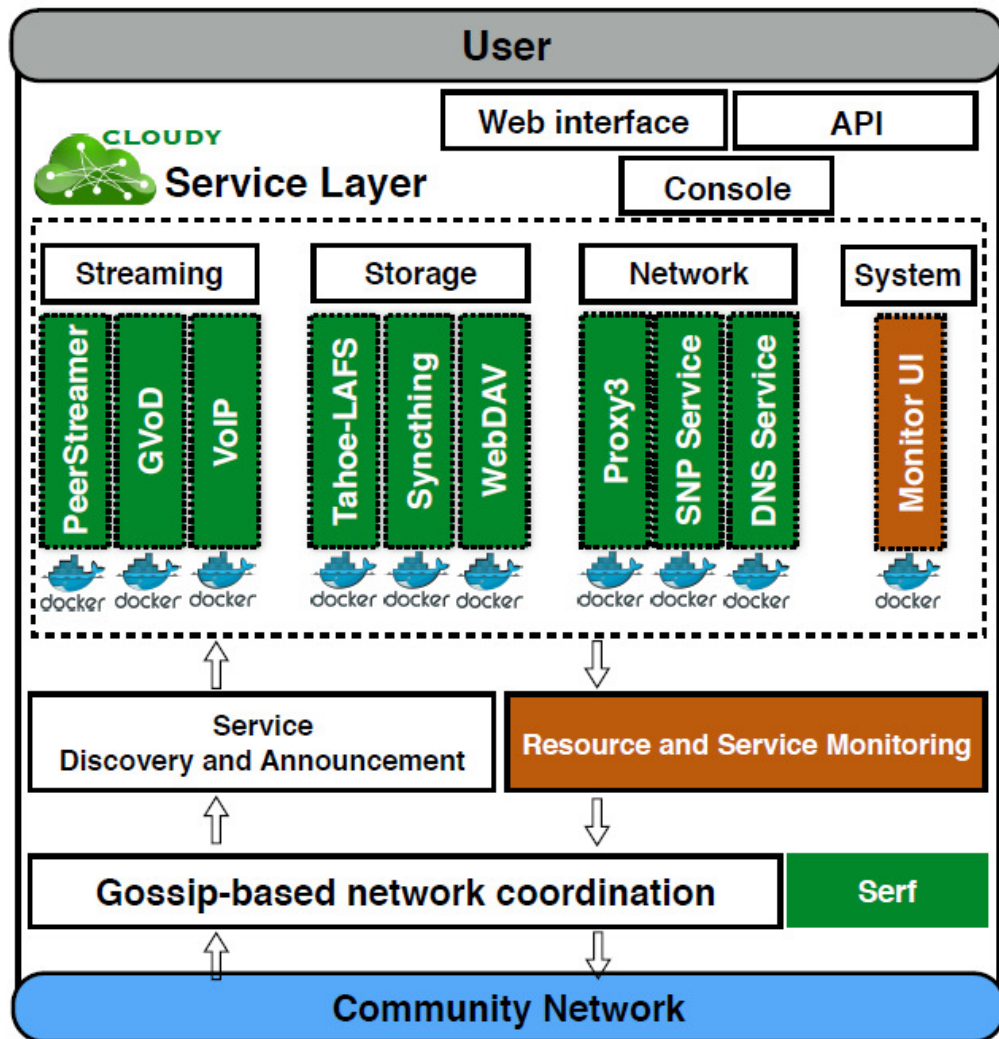 User
Web interface
API
CLOUDY
Service Layer
Console
Streaming
Storage
Network
System
PeerStreamer
GVoD
VoIP
Tahoe-LAFS
Syncthing
WebDAV
Proxy3
SNP Service
DNS Service
Monitor UI
docker
docker
docker
docker
docker
docker
docker
docker
docker
docker
Service
Discovery and Announcement
Resource and Service Monitoring
Gossip-based network coordination
Serf
Community Network